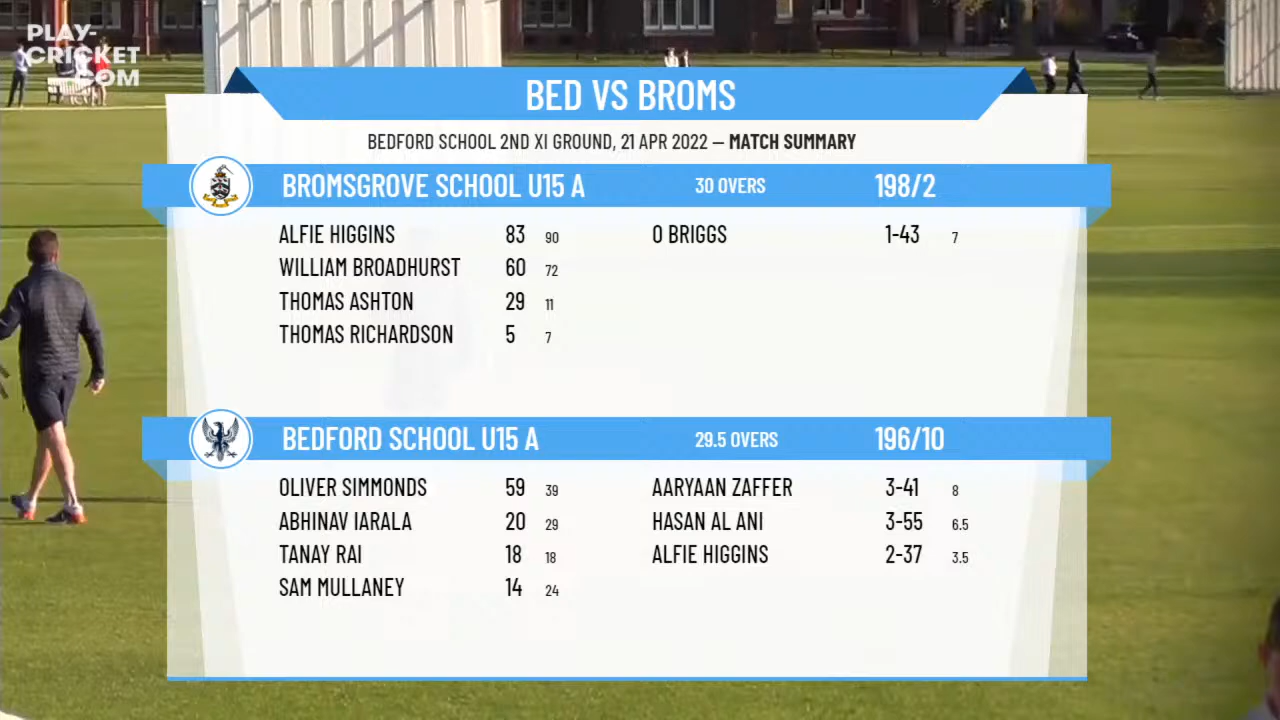 PLAY-
CRICKET
.COM
BED VS BROMS
BEDFORD SCHOOL 2ND XI GROUND, 21 APR 2022 – MATCH SUMMARY
BROMSGROVE SCHOOL U15 A 30 OVERS 198/2
ALFIE HIGGINS 83 90 O BRIGGS 1-43 7
WILLIAM BROADHURST 60 72
THOMAS ASHTON 29 11
THOMAS RICHARDSON 5 7
BEDFORD SCHOOL U15 A 29.5 OVERS 196/10
OLIVER SIMMONDS 59 39 AARYAAN ZAFFER 3-41 8
ABHINAV IARALA 20 29 HASAN AL ANI 3-55 6.5
TANAY RAI 18 18 ALFIE HIGGINS 2-37 3.5
SAM MULLANEY 14 24